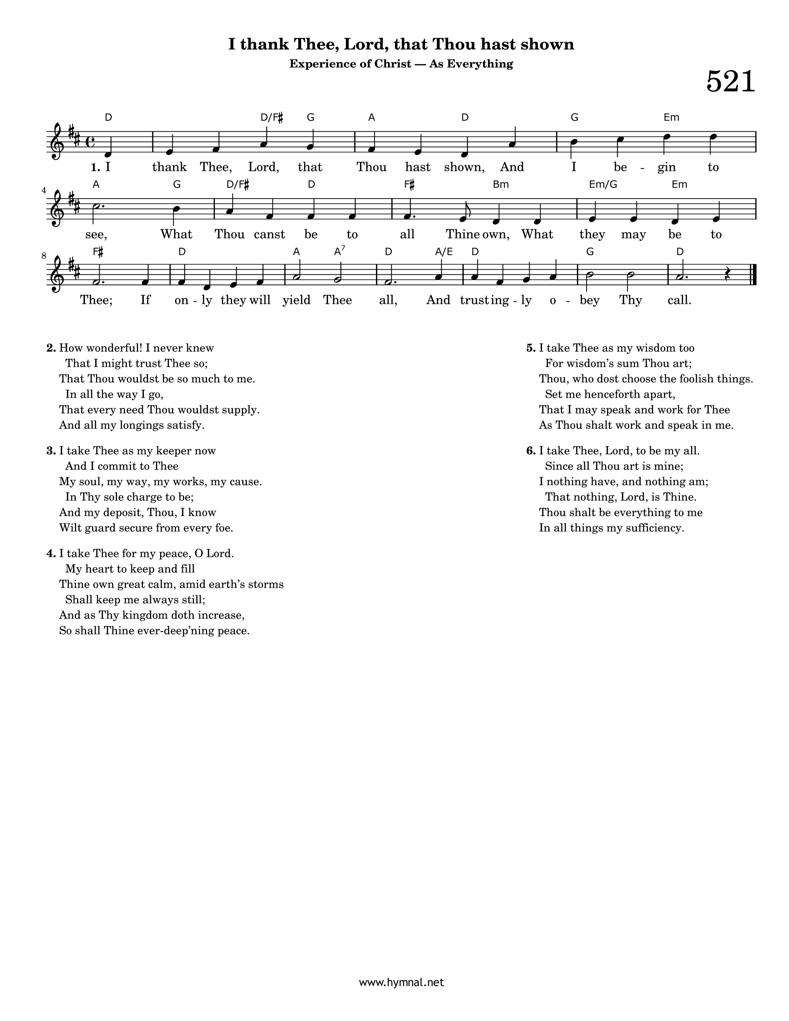 I thank Thee, Lord, that Thou hast shown
Experience of Christ — As Everything
521
D D/F♯ G A D G Em
1. I thank Thee, Lord, that Thou hast shown, And I be - gin to
4
A G D/F♯ D F♯ Bm Em/G Em
see, What Thou canst be to all Thine own, What they may be to
8
F♯ D A A7 D A/E D G D
Thee; If on - ly they will yield Thee all, And trust ing - ly o - bey Thy call.
2. How wonderful! I never knew
That I might trust Thee so;
That Thou wouldst be so much to me.
In all the way I go,
That every need Thou wouldst supply.
And all my longings satisfy.
3. I take Thee as my keeper now
And I commit to Thee
My soul, my way, my works, my cause.
In Thy sole charge to be;
And my deposit, Thou, I know
Wilt guard secure from every foe.
4. I take Thee for my peace, O Lord.
My heart to keep and fill
Thine own great calm, amid earth's storms
Shall keep me always still;
And as Thy kingdom doth increase,
So shall Thine ever-deep'ning peace.
5. I take Thee as my wisdom too
For wisdom's sum Thou art;
Thou, who dost choose the foolish things.
Set me henceforth apart,
That I may speak and work for Thee
As Thou shalt work and speak in me.
6. I take Thee, Lord, to be my all.
Since all Thou art is mine;
I nothing have, and nothing am;
That nothing, Lord, is Thine.
Thou shalt be everything to me
In all things my sufficiency.
www.hymnal.net